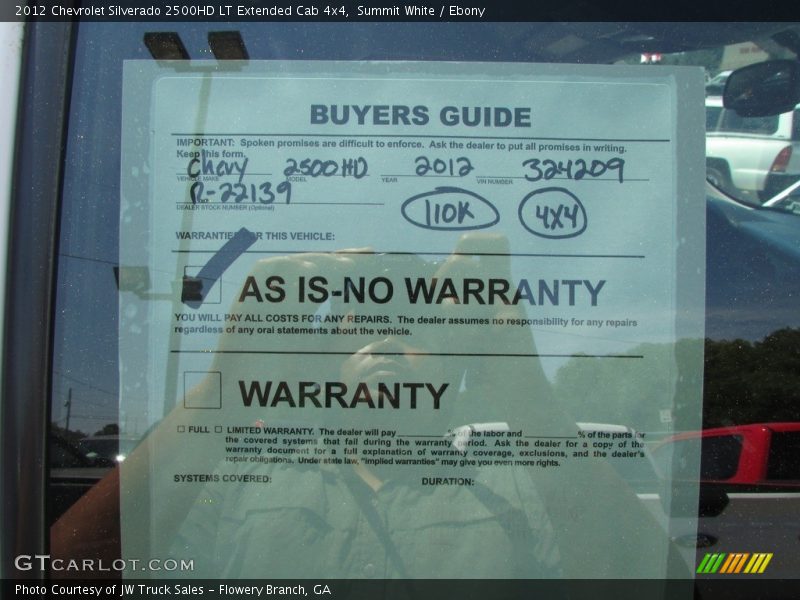 2012 Chevrolet Silverado 2500HD LT Extended Cab 4x4, Summit White / Ebony
BUYERS GUIDE
IMPORTANT: Spoken promises are difficult to enforce. Ask the dealer to put all promises in writing.
Keep this form.
Chevy 2500HD 2012 324209
VEHICLE MAKE MODEL YEAR VIN NUMBER
R-22139
DEALER STOCK NUMBER (Optional)
110K 4X4
WARRANTIES FOR THIS VEHICLE:
AS IS-NO WARRANTY
YOU WILL PAY ALL COSTS FOR ANY REPAIRS. The dealer assumes no responsibility for any repairs
regardless of any oral statements about the vehicle.
WARRANTY
FULL LIMITED WARRANTY. The dealer will pay % of the labor and % of the parts for
the covered systems that fail during the warranty period. Ask the dealer for a copy of the
warranty document for a full explanation of warranty coverage, exclusions, and the dealer's
repair obligations. Under state law, "implied warranties" may give you even more rights.
SYSTEMS COVERED: DURATION:
GTCARLOT.COM
Photo Courtesy of JW Truck Sales - Flowery Branch, GA